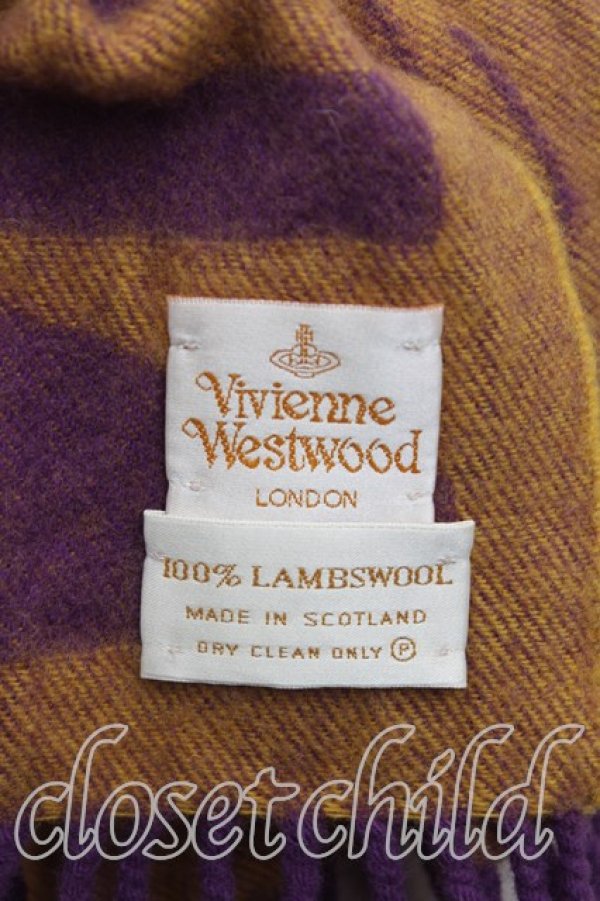 Vivienne
Westwood
LONDON
100% LAMBSWOOL
MADE IN SCOTLAND
DRY CLEAN ONLY Ⓟ
closet child